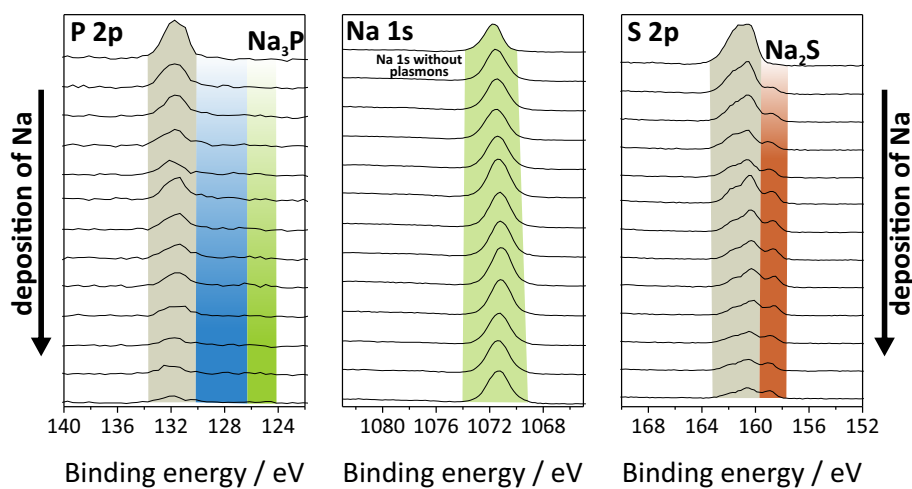 P 2p
Na₃P
Na 1s
Na 1s without
plasmons
S 2p
Na₂S
deposition of Na
deposition of Na
140 136 132 128 124
1080 1076 1072 1068
168 164 160 156 152
Binding energy / eV
Binding energy / eV
Binding energy / eV